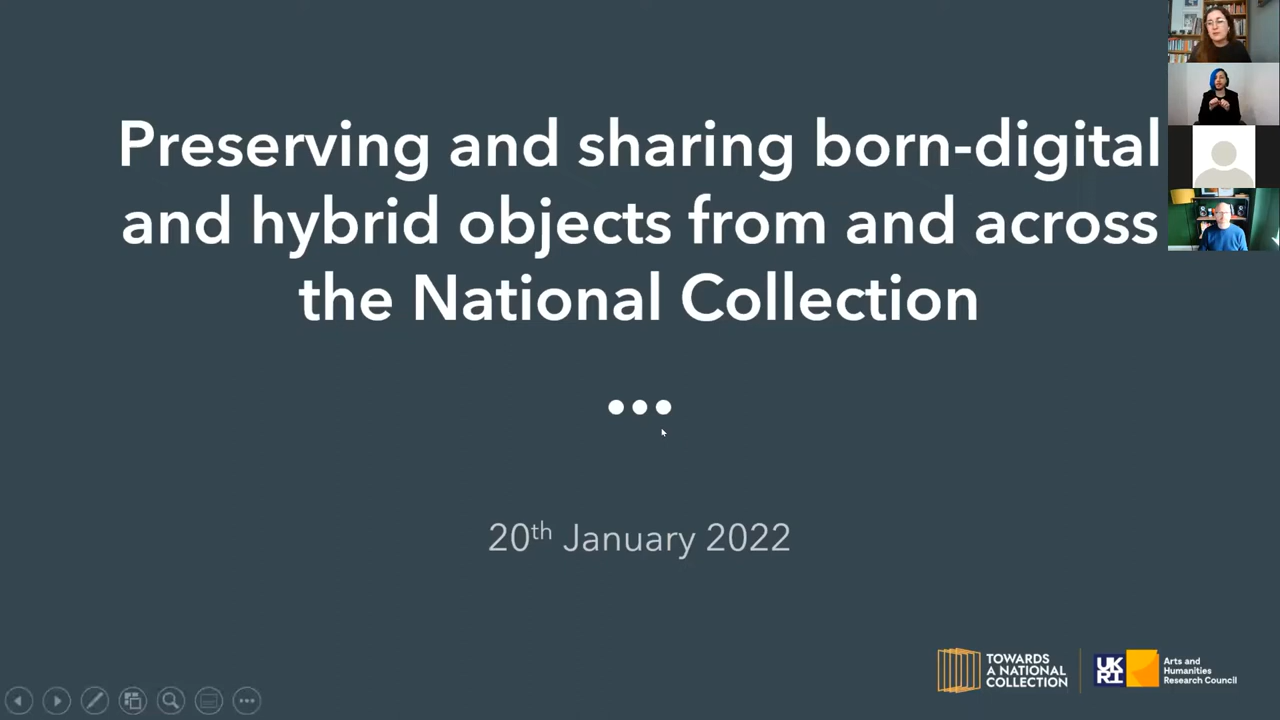 Preserving and sharing born-digital
and hybrid objects from and across
the National Collection
20th January 2022
TOWARDS
A NATIONAL
COLLECTION
UK
RI
Arts and
Humanities
Research Council